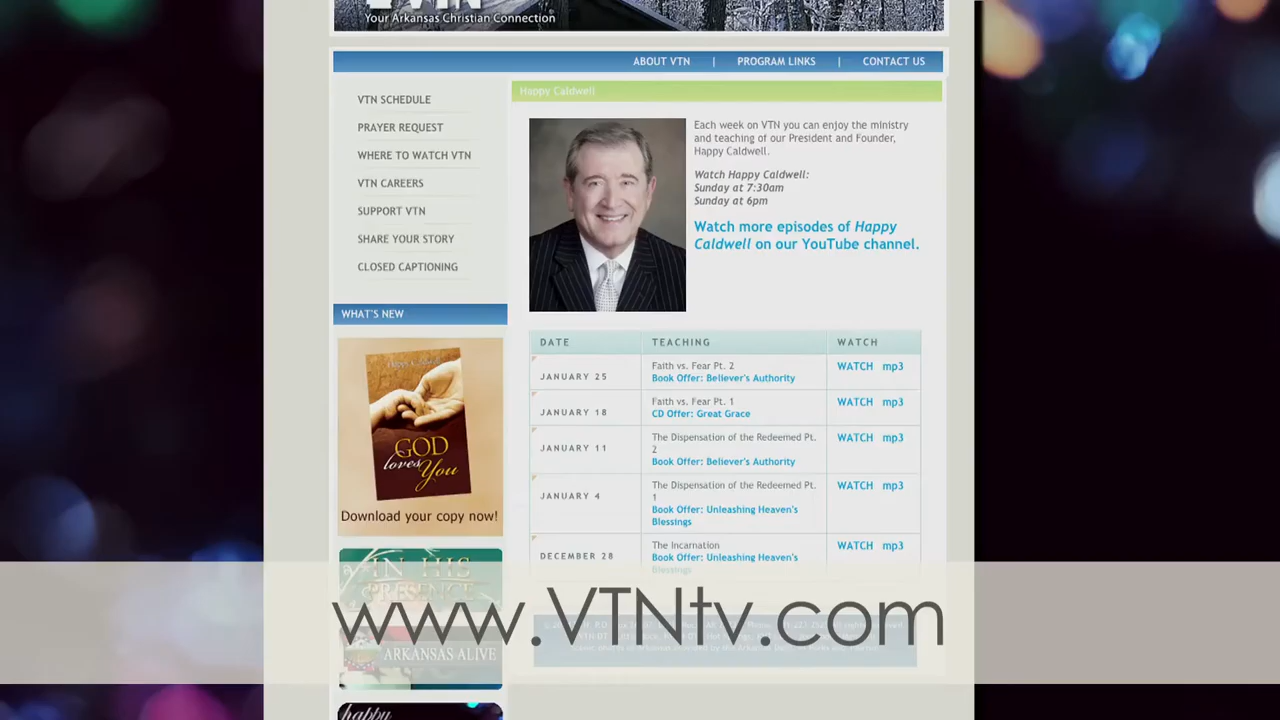 VTN
Your Arkansas Christian Connection
ABOUT VTN | PROGRAM LINKS | CONTACT US
VTN SCHEDULE
PRAYER REQUEST
WHERE TO WATCH VTN
VTN CAREERS
SUPPORT VTN
SHARE YOUR STORY
CLOSED CAPTIONING
WHAT'S NEW
GOD
loves You
Download your copy now!
IN HIS
PRESENCE
ARKANSAS ALIVE
happy
Happy Caldwell
Each week on VTN you can enjoy the ministry
and teaching of our President and Founder,
Happy Caldwell.
Watch Happy Caldwell:
Sunday at 7:30am
Sunday at 6pm
Watch more episodes of Happy
Caldwell on our YouTube channel.
DATE TEACHING WATCH
JANUARY 25 Faith vs. Fear Pt. 2 WATCH mp3
Book Offer: Believer's Authority
JANUARY 18 Faith vs. Fear Pt. 1 WATCH mp3
CD Offer: Great Grace
JANUARY 11 The Dispensation of the Redeemed Pt. WATCH mp3
2
Book Offer: Believer's Authority
JANUARY 4 The Dispensation of the Redeemed Pt. WATCH mp3
1
Book Offer: Unleashing Heaven's
Blessings
DECEMBER 28 The Incarnation WATCH mp3
Book Offer: Unleashing Heaven's
Blessings
www.VTNtv.com